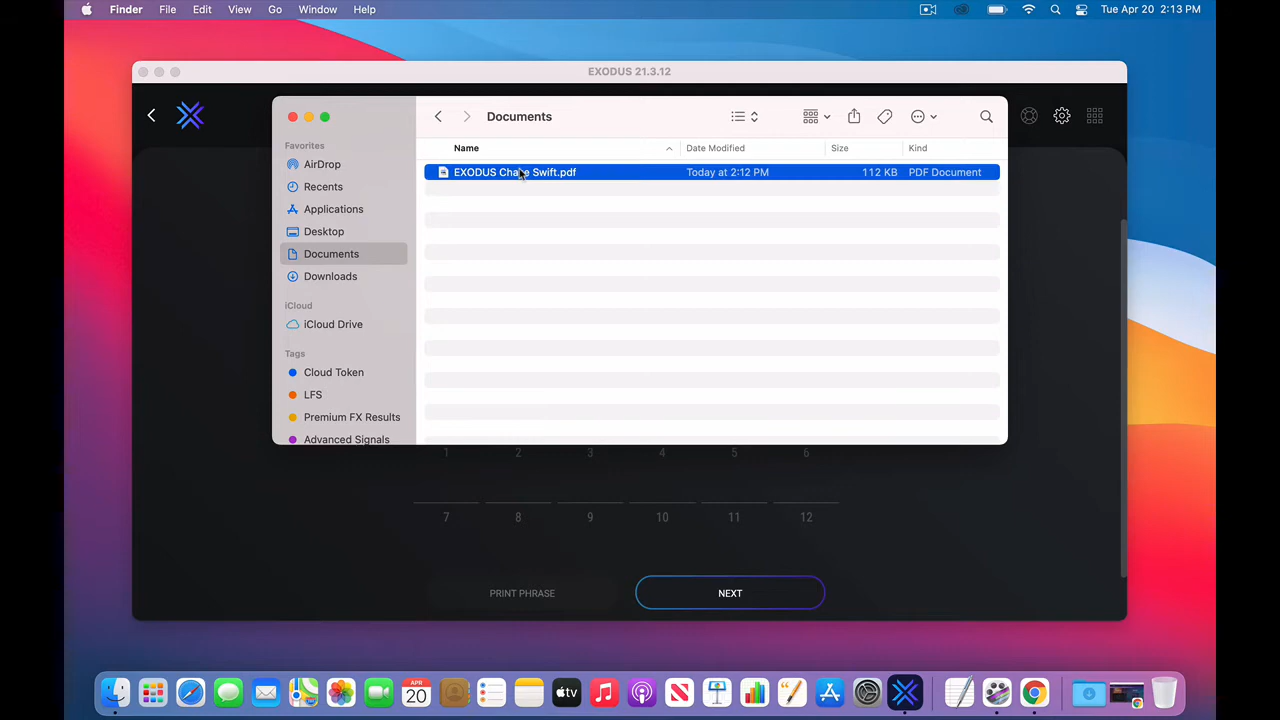 Finder File Edit View Go Window Help Tue Apr 20 2:13 PM
EXODUS 21.3.12
Documents
Favorites
AirDrop
Recents
Applications
Desktop
Documents
Downloads
iCloud
iCloud Drive
Tags
Cloud Token
LFS
Premium FX Results
Advanced Signals
Name Date Modified Size Kind
EXODUS Chase Swift.pdf Today at 2:12 PM 112 KB PDF Document
1 2 3 4 5 6
7 8 9 10 11 12
PRINT PHRASE NEXT
APR
20
tv